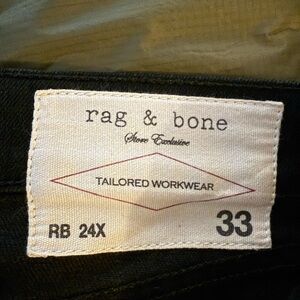 rag & bone
Store Exclusive
TAILORED WORKWEAR
RB 24X 33